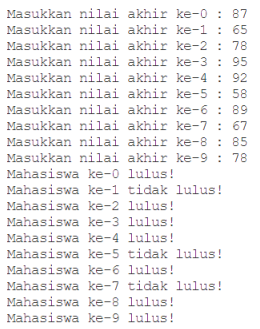 Masukkan nilai akhir ke-0 : 87
Masukkan nilai akhir ke-1 : 65
Masukkan nilai akhir ke-2 : 78
Masukkan nilai akhir ke-3 : 95
Masukkan nilai akhir ke-4 : 92
Masukkan nilai akhir ke-5 : 58
Masukkan nilai akhir ke-6 : 89
Masukkan nilai akhir ke-7 : 67
Masukkan nilai akhir ke-8 : 85
Masukkan nilai akhir ke-9 : 78
Mahasiswa ke-0 lulus!
Mahasiswa ke-1 tidak lulus!
Mahasiswa ke-2 lulus!
Mahasiswa ke-3 lulus!
Mahasiswa ke-4 lulus!
Mahasiswa ke-5 tidak lulus!
Mahasiswa ke-6 lulus!
Mahasiswa ke-7 tidak lulus!
Mahasiswa ke-8 lulus!
Mahasiswa ke-9 lulus!